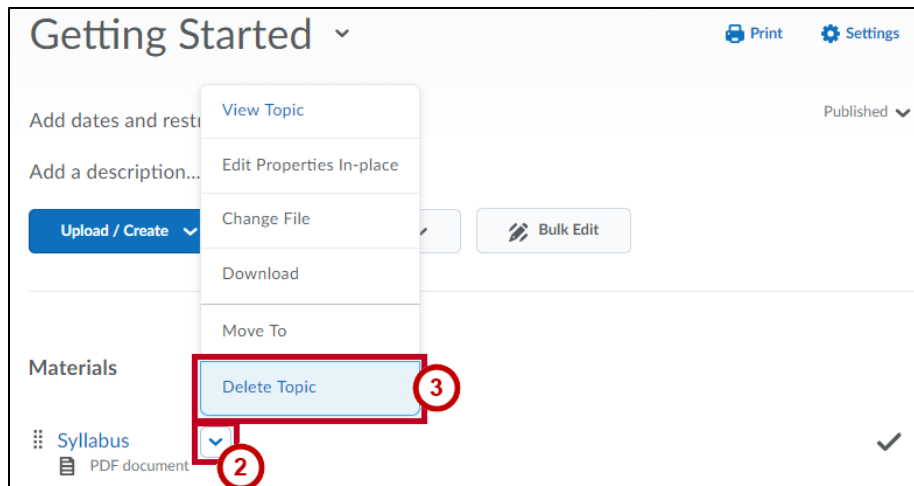 Getting Started
Print
Settings
Add dates and restr
View Topic
Published
Add a description...
Edit Properties In-place
Change File
Upload / Create
Bulk Edit
Download
Move To
Materials
Delete Topic
3
Syllabus
PDF document
2